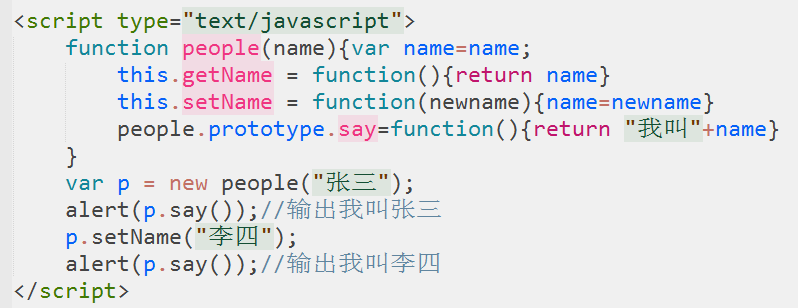 <script type="text/javascript">
    function people(name){var name=name;
        this.getName = function(){return name}
        this.setName = function(newname){name=newname}
        people.prototype.say=function(){return "我叫"+name}
    }
    var p = new people("张三");
    alert(p.say());//输出我叫张三
    p.setName("李四");
    alert(p.say());//输出我叫李四
</script>